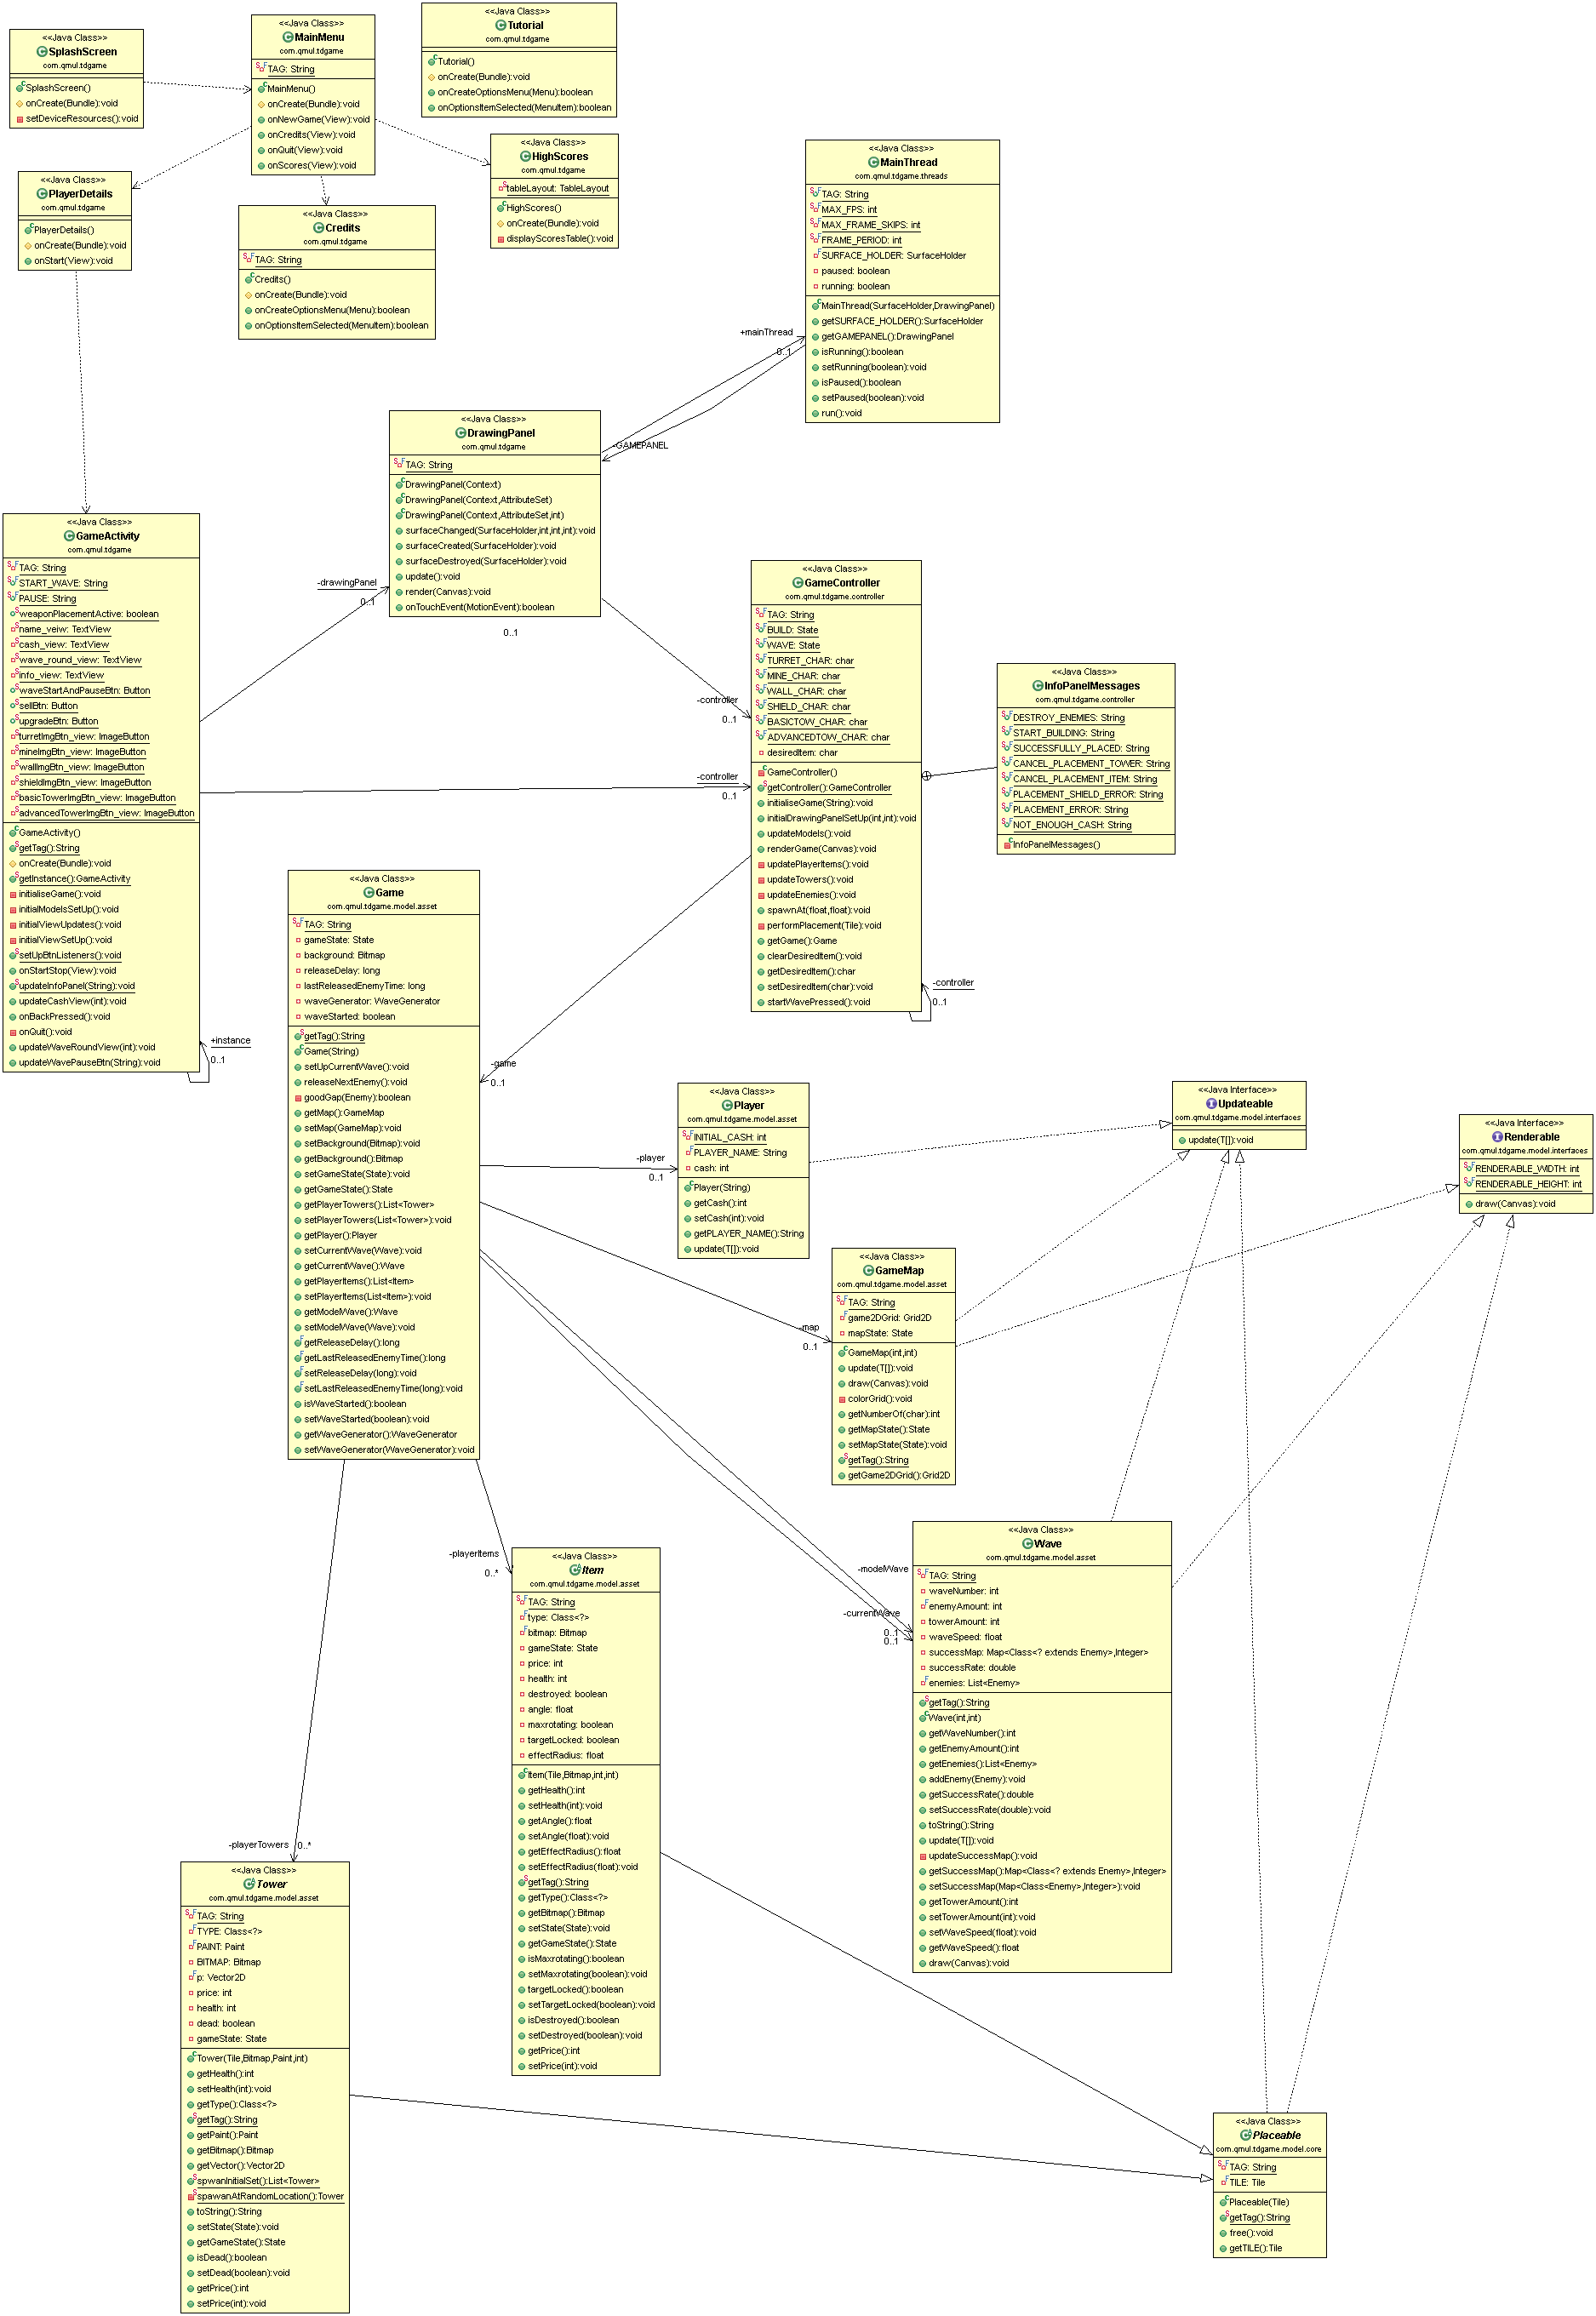 <<Java Class>>
SplashScreen
com.qmul.tdgame
SplashScreen()
onCreate(Bundle):void
setDeviceResources():void
<<Java Class>>
MainMenu
com.qmul.tdgame
TAG: String
MainMenu()
onCreate(Bundle):void
onNewGame(View):void
onCredits(View):void
onQuit(View):void
onScores(View):void
<<Java Class>>
Tutorial
com.qmul.tdgame
Tutorial()
onCreate(Bundle):void
onCreateOptionsMenu(Menu):boolean
onOptionsItemSelected(MenuItem):boolean
<<Java Class>>
HighScores
com.qmul.tdgame
tableLayout: TableLayout
HighScores()
onCreate(Bundle):void
displayScoresTable():void
<<Java Class>>
PlayerDetails
com.qmul.tdgame
PlayerDetails()
onCreate(Bundle):void
onStart(View):void
<<Java Class>>
Credits
com.qmul.tdgame
TAG: String
Credits()
onCreate(Bundle):void
onCreateOptionsMenu(Menu):boolean
onOptionsItemSelected(MenuItem):boolean
<<Java Class>>
MainThread
com.qmul.tdgame.threads
TAG: String
MAX_FPS: int
MAX_FRAME_SKIPS: int
FRAME_PERIOD: int
SURFACE_HOLDER: SurfaceHolder
paused: boolean
running: boolean
MainThread(SurfaceHolder,DrawingPanel)
getSURFACE_HOLDER():SurfaceHolder
getGAMEPANEL():DrawingPanel
isRunning():boolean
setRunning(boolean):void
isPaused():boolean
setPaused(boolean):void
run():void
+mainThread
0..1
-GAMEPANEL
0..1
<<Java Class>>
DrawingPanel
com.qmul.tdgame
TAG: String
DrawingPanel(Context)
DrawingPanel(Context,AttributeSet)
DrawingPanel(Context,AttributeSet,int)
surfaceChanged(SurfaceHolder,int,int,int):void
surfaceCreated(SurfaceHolder):void
surfaceDestroyed(SurfaceHolder):void
update():void
render(Canvas):void
onTouchEvent(MotionEvent):boolean
-drawingPanel
0..1
<<Java Class>>
GameActivity
com.qmul.tdgame
TAG: String
START_WAVE: String
PAUSE: String
weaponPlacementActive: boolean
name_veiw: TextView
cash_view: TextView
wave_round_view: TextView
info_view: TextView
waveStartAndPauseBtn: Button
sellBtn: Button
upgradeBtn: Button
turretImgBtn_view: ImageButton
mineImgBtn_view: ImageButton
wallImgBtn_view: ImageButton
shieldImgBtn_view: ImageButton
basicTowerImgBtn_view: ImageButton
advancedTowerImgBtn_view: ImageButton
GameActivity()
getTag():String
onCreate(Bundle):void
getInstance():GameActivity
initialiseGame():void
initialModelsSetUp():void
initialViewUpdates():void
initialViewSetUp():void
setUpBtnListeners():void
onStartStop(View):void
updateInfoPanel(String):void
updateCashView(int):void
onBackPressed():void
onQuit():void
updateWaveRoundView(int):void
updateWavePauseBtn(String):void
+instance
0..1
-controller
0..1
-controller
0..1
<<Java Class>>
GameController
com.qmul.tdgame.controller
TAG: String
BUILD: State
WAVE: State
TURRET_CHAR: char
MINE_CHAR: char
WALL_CHAR: char
SHIELD_CHAR: char
BASICTOW_CHAR: char
ADVANCEDTOW_CHAR: char
desiredItem: char
GameController()
getController():GameController
initialiseGame(String):void
initialDrawingPanelSetUp(int,int):void
updateModels():void
renderGame(Canvas):void
updatePlayerItems():void
updateTowers():void
updateEnemies():void
spawnAt(float,float):void
performPlacement(Tile):void
getGame():Game
clearDesiredItem():void
getDesiredItem():char
setDesiredItem(char):void
startWavePressed():void
-controller
0..1
<<Java Class>>
InfoPanelMessages
com.qmul.tdgame.controller
DESTROY_ENEMIES: String
START_BUILDING: String
SUCCESSFULLY_PLACED: String
CANCEL_PLACEMENT_TOWER: String
CANCEL_PLACEMENT_ITEM: String
PLACEMENT_SHIELD_ERROR: String
PLACEMENT_ERROR: String
NOT_ENOUGH_CASH: String
InfoPanelMessages()
<<Java Class>>
Game
com.qmul.tdgame.model.asset
TAG: String
gameState: State
background: Bitmap
releaseDelay: long
lastReleasedEnemyTime: long
waveGenerator: WaveGenerator
waveStarted: boolean
getTag():String
Game(String)
setUpCurrentWave():void
releaseNextEnemy():void
goodGap(Enemy):boolean
getMap():GameMap
setMap(GameMap):void
setBackground(Bitmap):void
getBackground():Bitmap
setGameState(State):void
getGameState():State
getPlayerTowers():List<Tower>
setPlayerTowers(List<Tower>):void
getPlayer():Player
setCurrentWave(Wave):void
getCurrentWave():Wave
getPlayerItems():List<Item>
setPlayerItems(List<Item>):void
getModelWave():Wave
setModelWave(Wave):void
getReleaseDelay():long
getLastReleasedEnemyTime():long
setReleaseDelay(long):void
setLastReleasedEnemyTime(long):void
isWaveStarted():boolean
setWaveStarted(boolean):void
getWaveGenerator():WaveGenerator
setWaveGenerator(WaveGenerator):void
-game
0..1
-player
0..1
<<Java Class>>
Player
com.qmul.tdgame.model.asset
INITIAL_CASH: int
PLAYER_NAME: String
cash: int
Player(String)
getCash():int
setCash(int):void
getPLAYER_NAME():String
update(T[]):void
<<Java Interface>>
Updateable
com.qmul.tdgame.model.interfaces
update(T[]):void
<<Java Interface>>
Renderable
com.qmul.tdgame.model.interfaces
RENDERABLE_WIDTH: int
RENDERABLE_HEIGHT: int
draw(Canvas):void
-map
0..1
<<Java Class>>
GameMap
com.qmul.tdgame.model.asset
TAG: String
game2DGrid: Grid2D
mapState: State
GameMap(int,int)
update(T[]):void
draw(Canvas):void
colorGrid():void
getNumberOf(char):int
getMapState():State
setMapState(State):void
getTag():String
getGame2DGrid():Grid2D
-modelWave
0..1
-currentWave
0..1
<<Java Class>>
Wave
com.qmul.tdgame.model.asset
TAG: String
waveNumber: int
enemyAmount: int
towerAmount: int
waveSpeed: float
successMap: Map<Class<? extends Enemy>,Integer>
successRate: double
enemies: List<Enemy>
getTag():String
Wave(int,int)
getWaveNumber():int
getEnemyAmount():int
getEnemies():List<Enemy>
addEnemy(Enemy):void
getSuccessRate():double
setSuccessRate(double):void
toString():String
update(T[]):void
updateSuccessMap():void
getSuccessMap():Map<Class<? extends Enemy>,Integer>
setSuccessMap(Map<Class<Enemy>,Integer>):void
getTowerAmount():int
setTowerAmount(int):void
setWaveSpeed(float):void
getWaveSpeed():float
draw(Canvas):void
-playerItems
0..*
<<Java Class>>
Item
com.qmul.tdgame.model.asset
TAG: String
type: Class<?>
bitmap: Bitmap
gameState: State
price: int
health: int
destroyed: boolean
angle: float
maxrotating: boolean
targetLocked: boolean
effectRadius: float
Item(Tile,Bitmap,int,int)
getHealth():int
setHealth(int):void
getAngle():float
setAngle(float):void
getEffectRadius():float
setEffectRadius(float):void
getTag():String
getType():Class<?>
getBitmap():Bitmap
setState(State):void
getGameState():State
isMaxrotating():boolean
setMaxrotating(boolean):void
targetLocked():boolean
setTargetLocked(boolean):void
isDestroyed():boolean
setDestroyed(boolean):void
getPrice():int
setPrice(int):void
-playerTowers
0..*
<<Java Class>>
Tower
com.qmul.tdgame.model.asset
TAG: String
TYPE: Class<?>
PAINT: Paint
BITMAP: Bitmap
p: Vector2D
price: int
health: int
dead: boolean
gameState: State
Tower(Tile,Bitmap,Paint,int)
getHealth():int
setHealth(int):void
getType():Class<?>
getTag():String
getPaint():Paint
getBitmap():Bitmap
getVector():Vector2D
spwanInitialSet():List<Tower>
spawanAtRandomLocation():Tower
toString():String
setState(State):void
getGameState():State
isDead():boolean
setDead(boolean):void
getPrice():int
setPrice(int):void
<<Java Class>>
Placeable
com.qmul.tdgame.model.core
TAG: String
TILE: Tile
Placeable(Tile)
getTag():String
free():void
getTILE():Tile